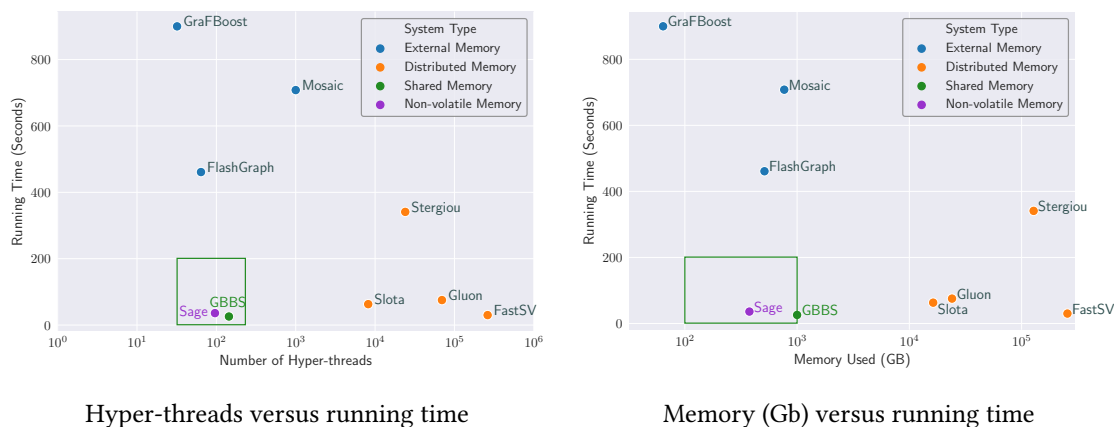 GraFBoost
System Type
External Memory
Distributed Memory
Shared Memory
Non-volatile Memory
Mosaic
FlashGraph
Stergiou
GBBS
Sage
Slota
Gluon
FastSV
800
600
400
200
0
Running Time (Seconds)
10^0 10^1 10^2 10^3 10^4 10^5 10^6
Number of Hyper-threads
Hyper-threads versus running time
GraFBoost
System Type
External Memory
Distributed Memory
Shared Memory
Non-volatile Memory
Mosaic
FlashGraph
Stergiou
Sage
GBBS
Slota
Gluon
FastSV
800
600
400
200
0
Running Time (Seconds)
10^2 10^3 10^4 10^5
Memory Used (GB)
Memory (Gb) versus running time